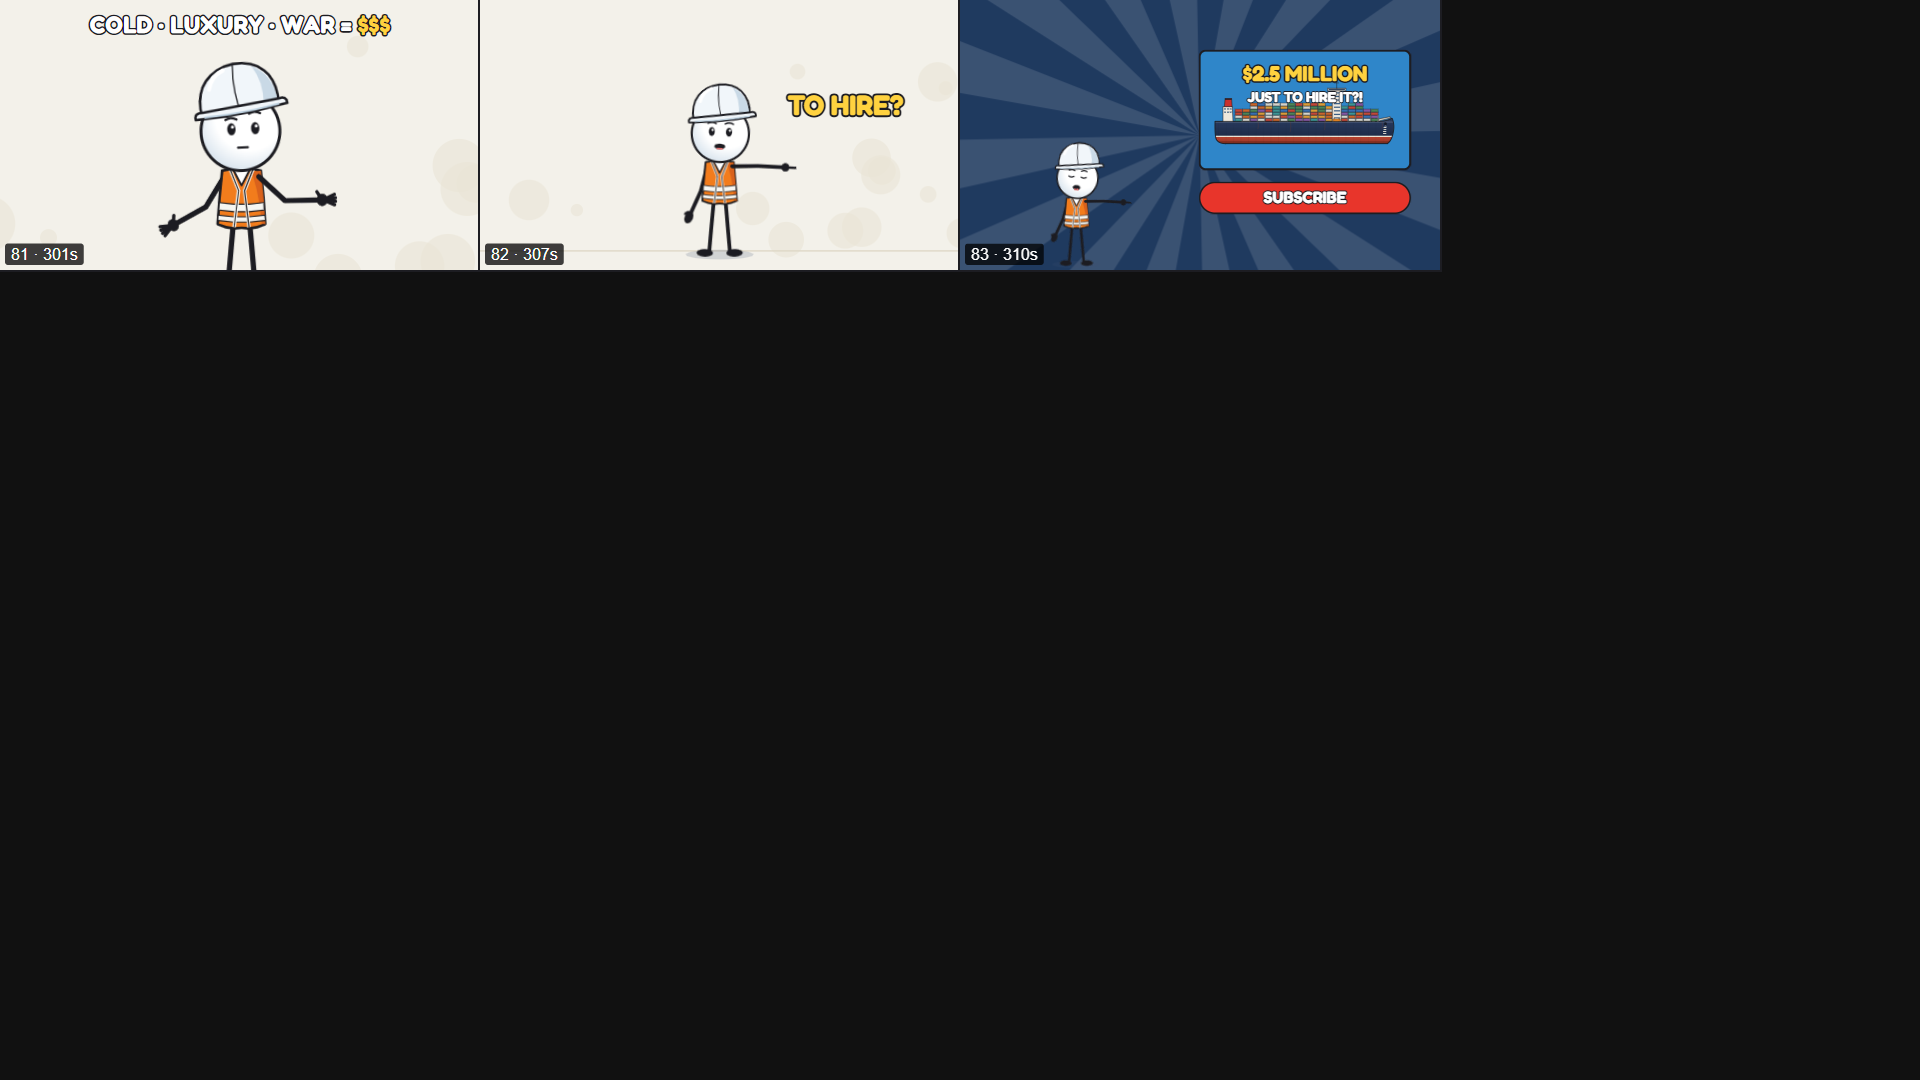 COLD · LUXURY · WAR = $$$
81 · 301s
TO HIRE?
82 · 307s
$2.5 MILLION
JUST TO HIRE IT?!
SUBSCRIBE
83 · 310s